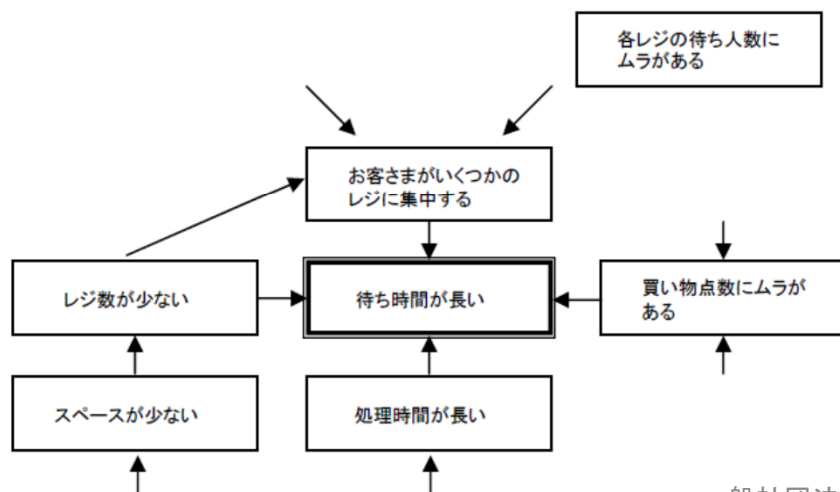 各レジの待ち人数に
ムラがある
お客さまがいくつかの
レジに集中する
レジ数が少ない
待ち時間が長い
買い物点数にムラが
ある
スペースが少ない
処理時間が長い